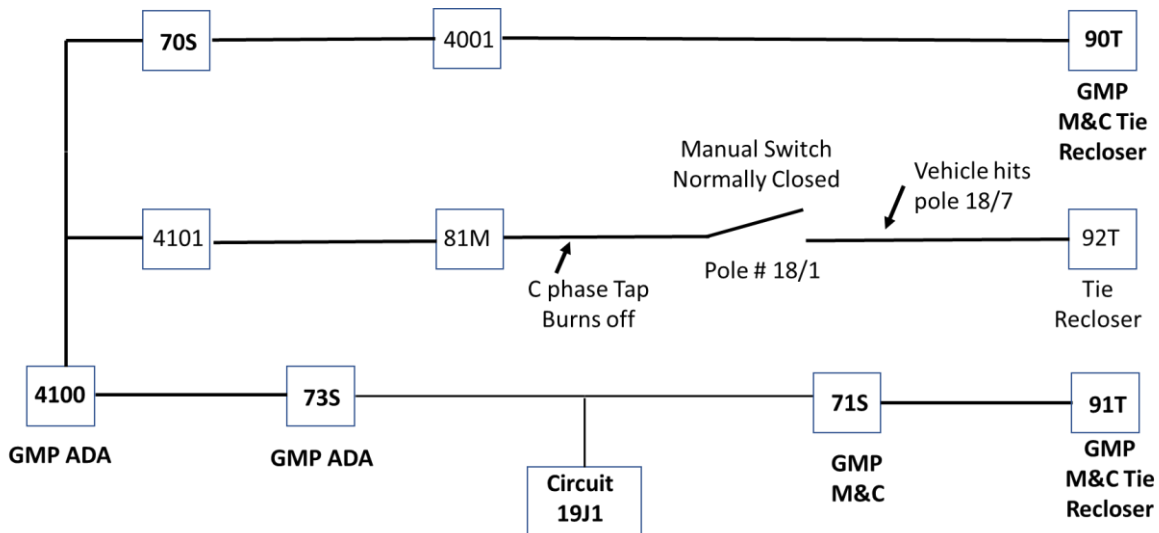 70S
4001
90T
GMP
M&C Tie
Recloser
Manual Switch
Normally Closed
Vehicle hits
pole 18/7
4101
81M
92T
C phase Tap
Burns off
Pole # 18/1
Tie
Recloser
4100
73S
71S
91T
GMP ADA
GMP ADA
Circuit
19J1
GMP
M&C
GMP
M&C Tie
Recloser